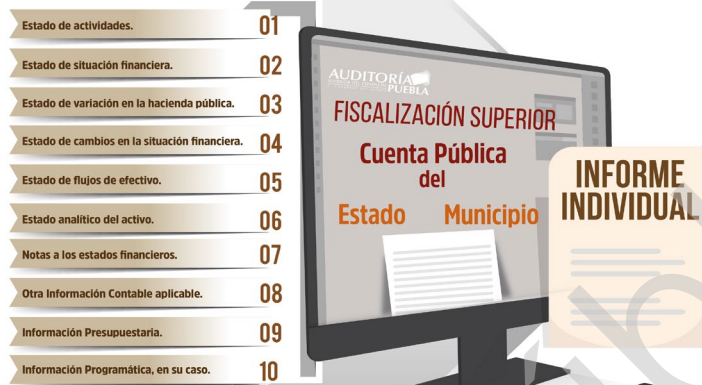 Estado de actividades. 01
Estado de situación financiera. 02
Estado de variación en la hacienda pública. 03
Estado de cambios en la situación financiera. 04
Estado de flujos de efectivo. 05
Estado analítico del activo. 06
Notas a los estados financieros. 07
Otra Información Contable aplicable. 08
Información Presupuestaria. 09
Información Programática, en su caso. 10
AUDITORÍA
PUEBLA
FISCALIZACIÓN SUPERIOR
Cuenta Pública
del
Estado Municipio
INFORME
INDIVIDUAL